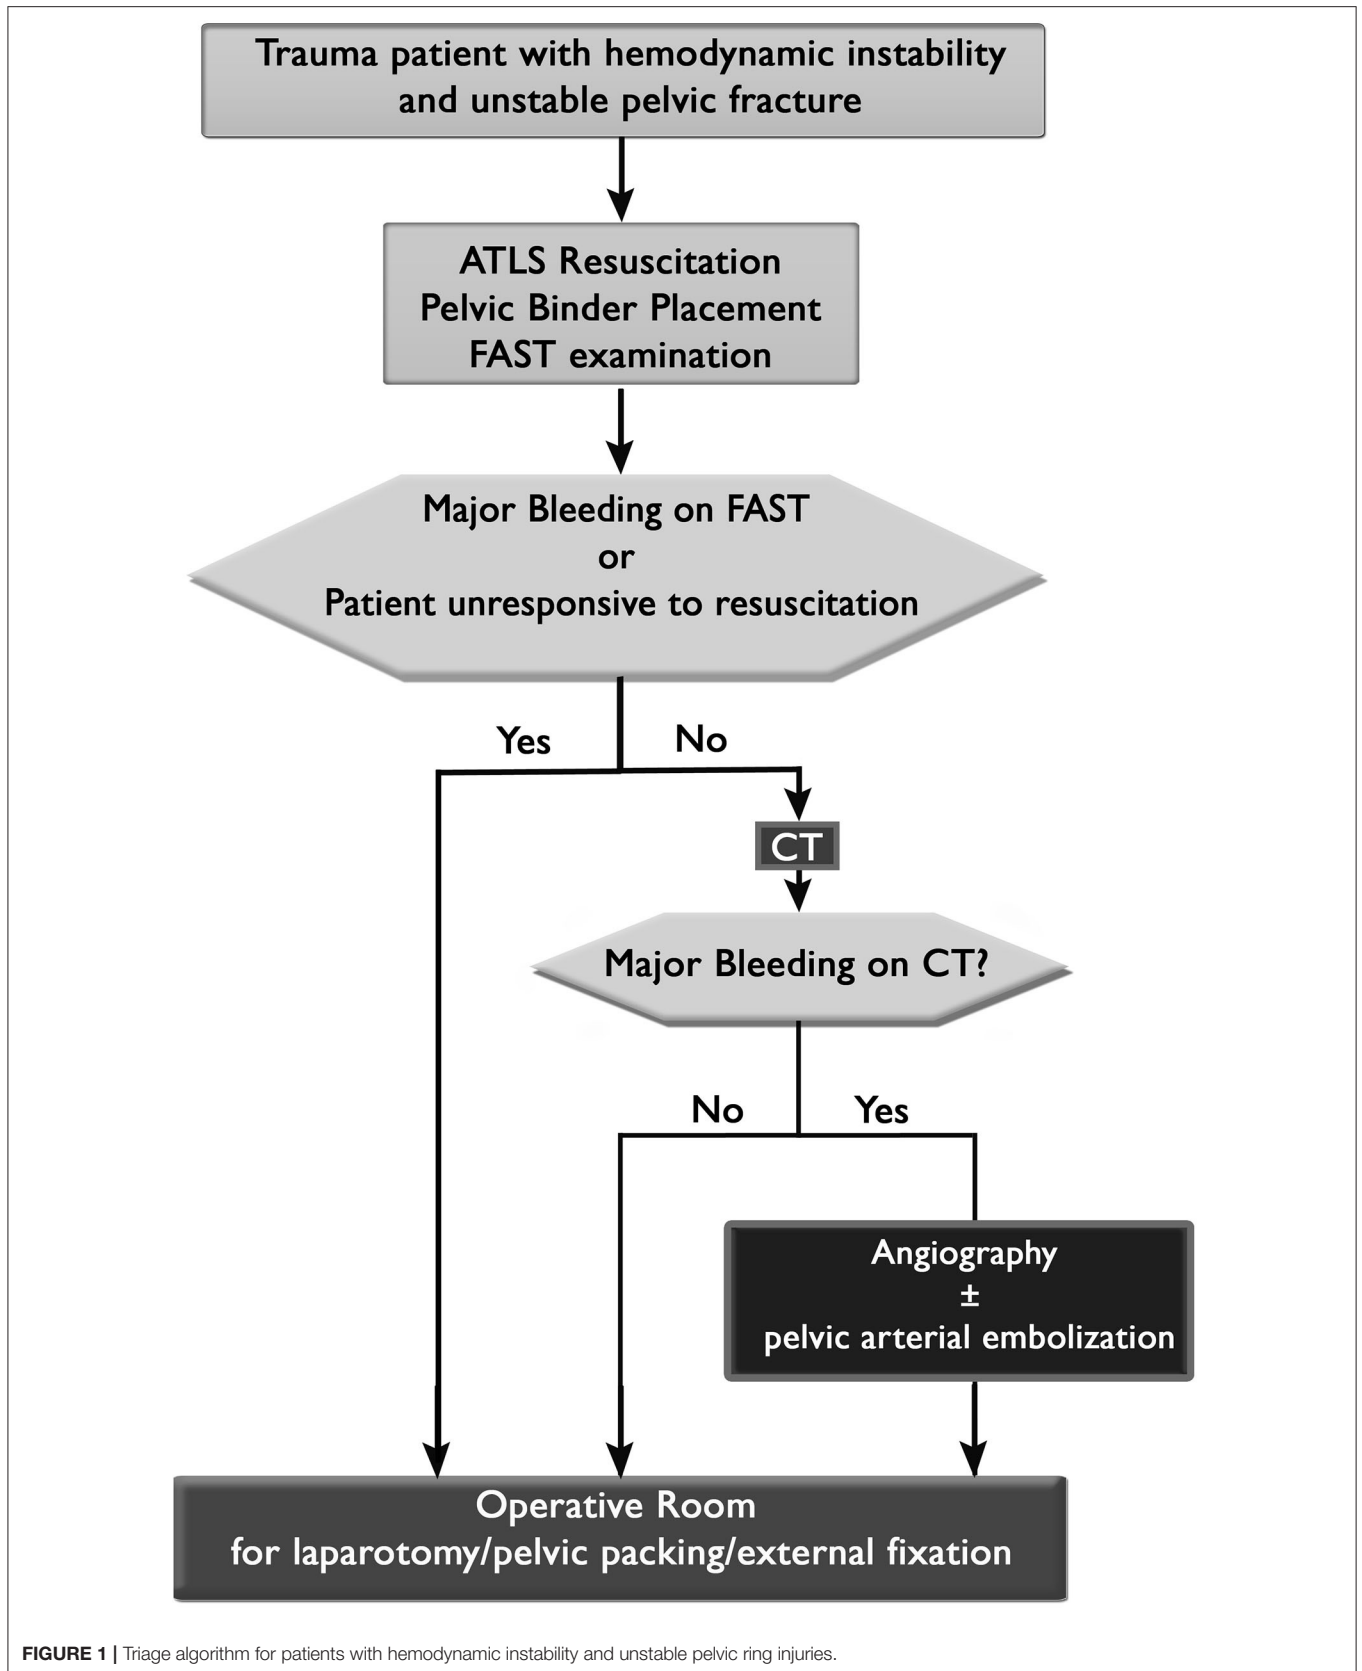 Trauma patient with hemodynamic instability
and unstable pelvic fracture
ATLS Resuscitation
Pelvic Binder Placement
FAST examination
Major Bleeding on FAST
or
Patient unresponsive to resuscitation
Yes
No
CT
Major Bleeding on CT?
No
Yes
Angiography
±
pelvic arterial embolization
Operative Room
for laparotomy/pelvic packing/external fixation
FIGURE 1 | Triage algorithm for patients with hemodynamic instability and unstable pelvic ring injuries.